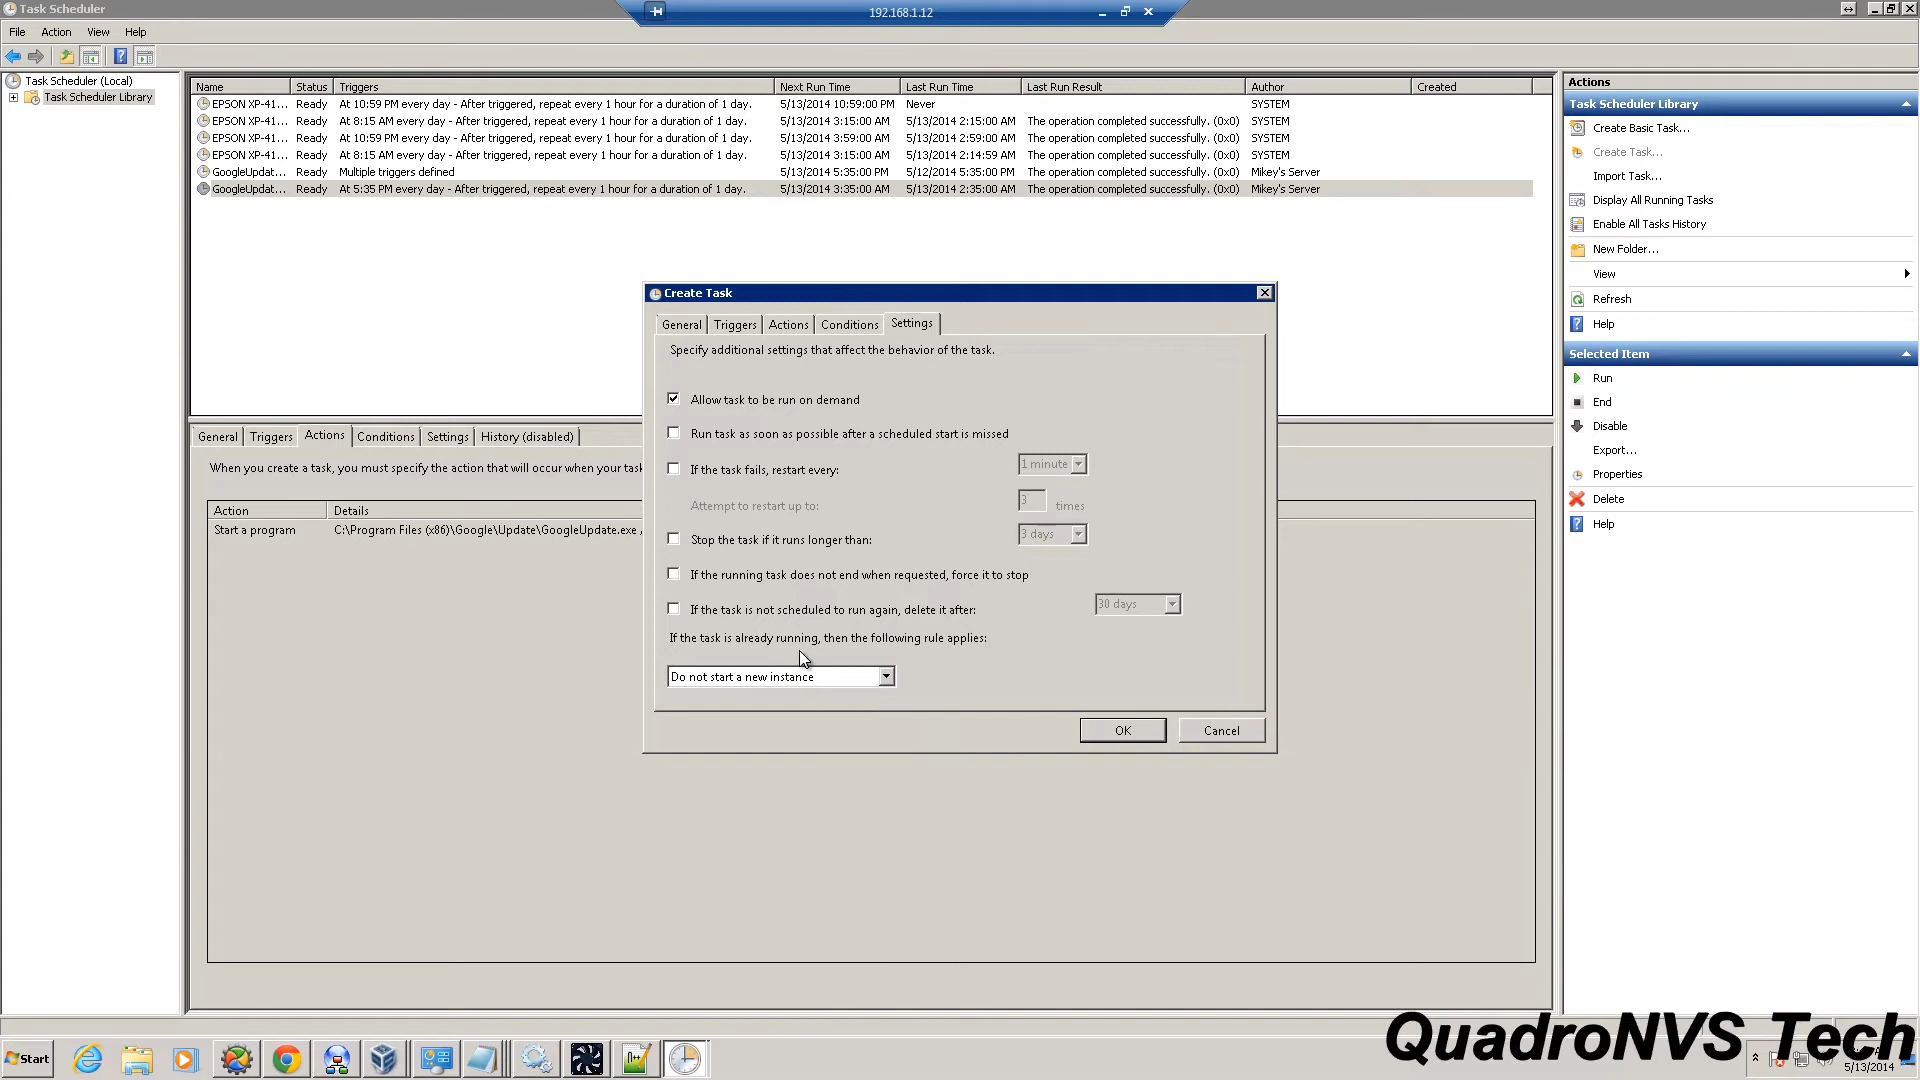 Task Scheduler
192.168.1.12
File Action View Help
Task Scheduler (Local)
Task Scheduler Library
Name Status Triggers Next Run Time Last Run Time Last Run Result Author Created
EPSON XP-41... Ready At 10:59 PM every day - After triggered, repeat every 1 hour for a duration of 1 day. 5/13/2014 10:59:00 PM Never SYSTEM
EPSON XP-41... Ready At 8:15 AM every day - After triggered, repeat every 1 hour for a duration of 1 day. 5/13/2014 3:15:00 AM 5/13/2014 2:15:00 AM The operation completed successfully. (0x0) SYSTEM
EPSON XP-41... Ready At 10:59 PM every day - After triggered, repeat every 1 hour for a duration of 1 day. 5/13/2014 3:59:00 AM 5/13/2014 2:59:00 AM The operation completed successfully. (0x0) SYSTEM
EPSON XP-41... Ready At 8:15 AM every day - After triggered, repeat every 1 hour for a duration of 1 day. 5/13/2014 3:15:00 AM 5/13/2014 2:14:59 AM The operation completed successfully. (0x0) SYSTEM
GoogleUpdat... Ready Multiple triggers defined 5/13/2014 5:35:00 PM 5/12/2014 5:35:00 PM The operation completed successfully. (0x0) Mikey's Server
GoogleUpdat... Ready At 5:35 PM every day - After triggered, repeat every 1 hour for a duration of 1 day. 5/13/2014 3:35:00 AM 5/13/2014 2:35:00 AM The operation completed successfully. (0x0) Mikey's Server
General Triggers Actions Conditions Settings History (disabled)
When you create a task, you must specify the action that will occur when your task
Action Details
Start a program C:\Program Files (x86)\Google\Update\GoogleUpdate.exe
Create Task
General Triggers Actions Conditions Settings
Specify additional settings that affect the behavior of the task.
Allow task to be run on demand
Run task as soon as possible after a scheduled start is missed
If the task fails, restart every: 1 minute
Attempt to restart up to: 3 times
Stop the task if it runs longer than: 3 days
If the running task does not end when requested, force it to stop
If the task is not scheduled to run again, delete it after: 30 days
If the task is already running, then the following rule applies:
Do not start a new instance
OK Cancel
Actions
Task Scheduler Library
Create Basic Task...
Create Task...
Import Task...
Display All Running Tasks
Enable All Tasks History
New Folder...
View
Refresh
Help
Selected Item
Run
End
Disable
Export...
Properties
Delete
Help
QuadroNVS Tech
Start
5/13/2014